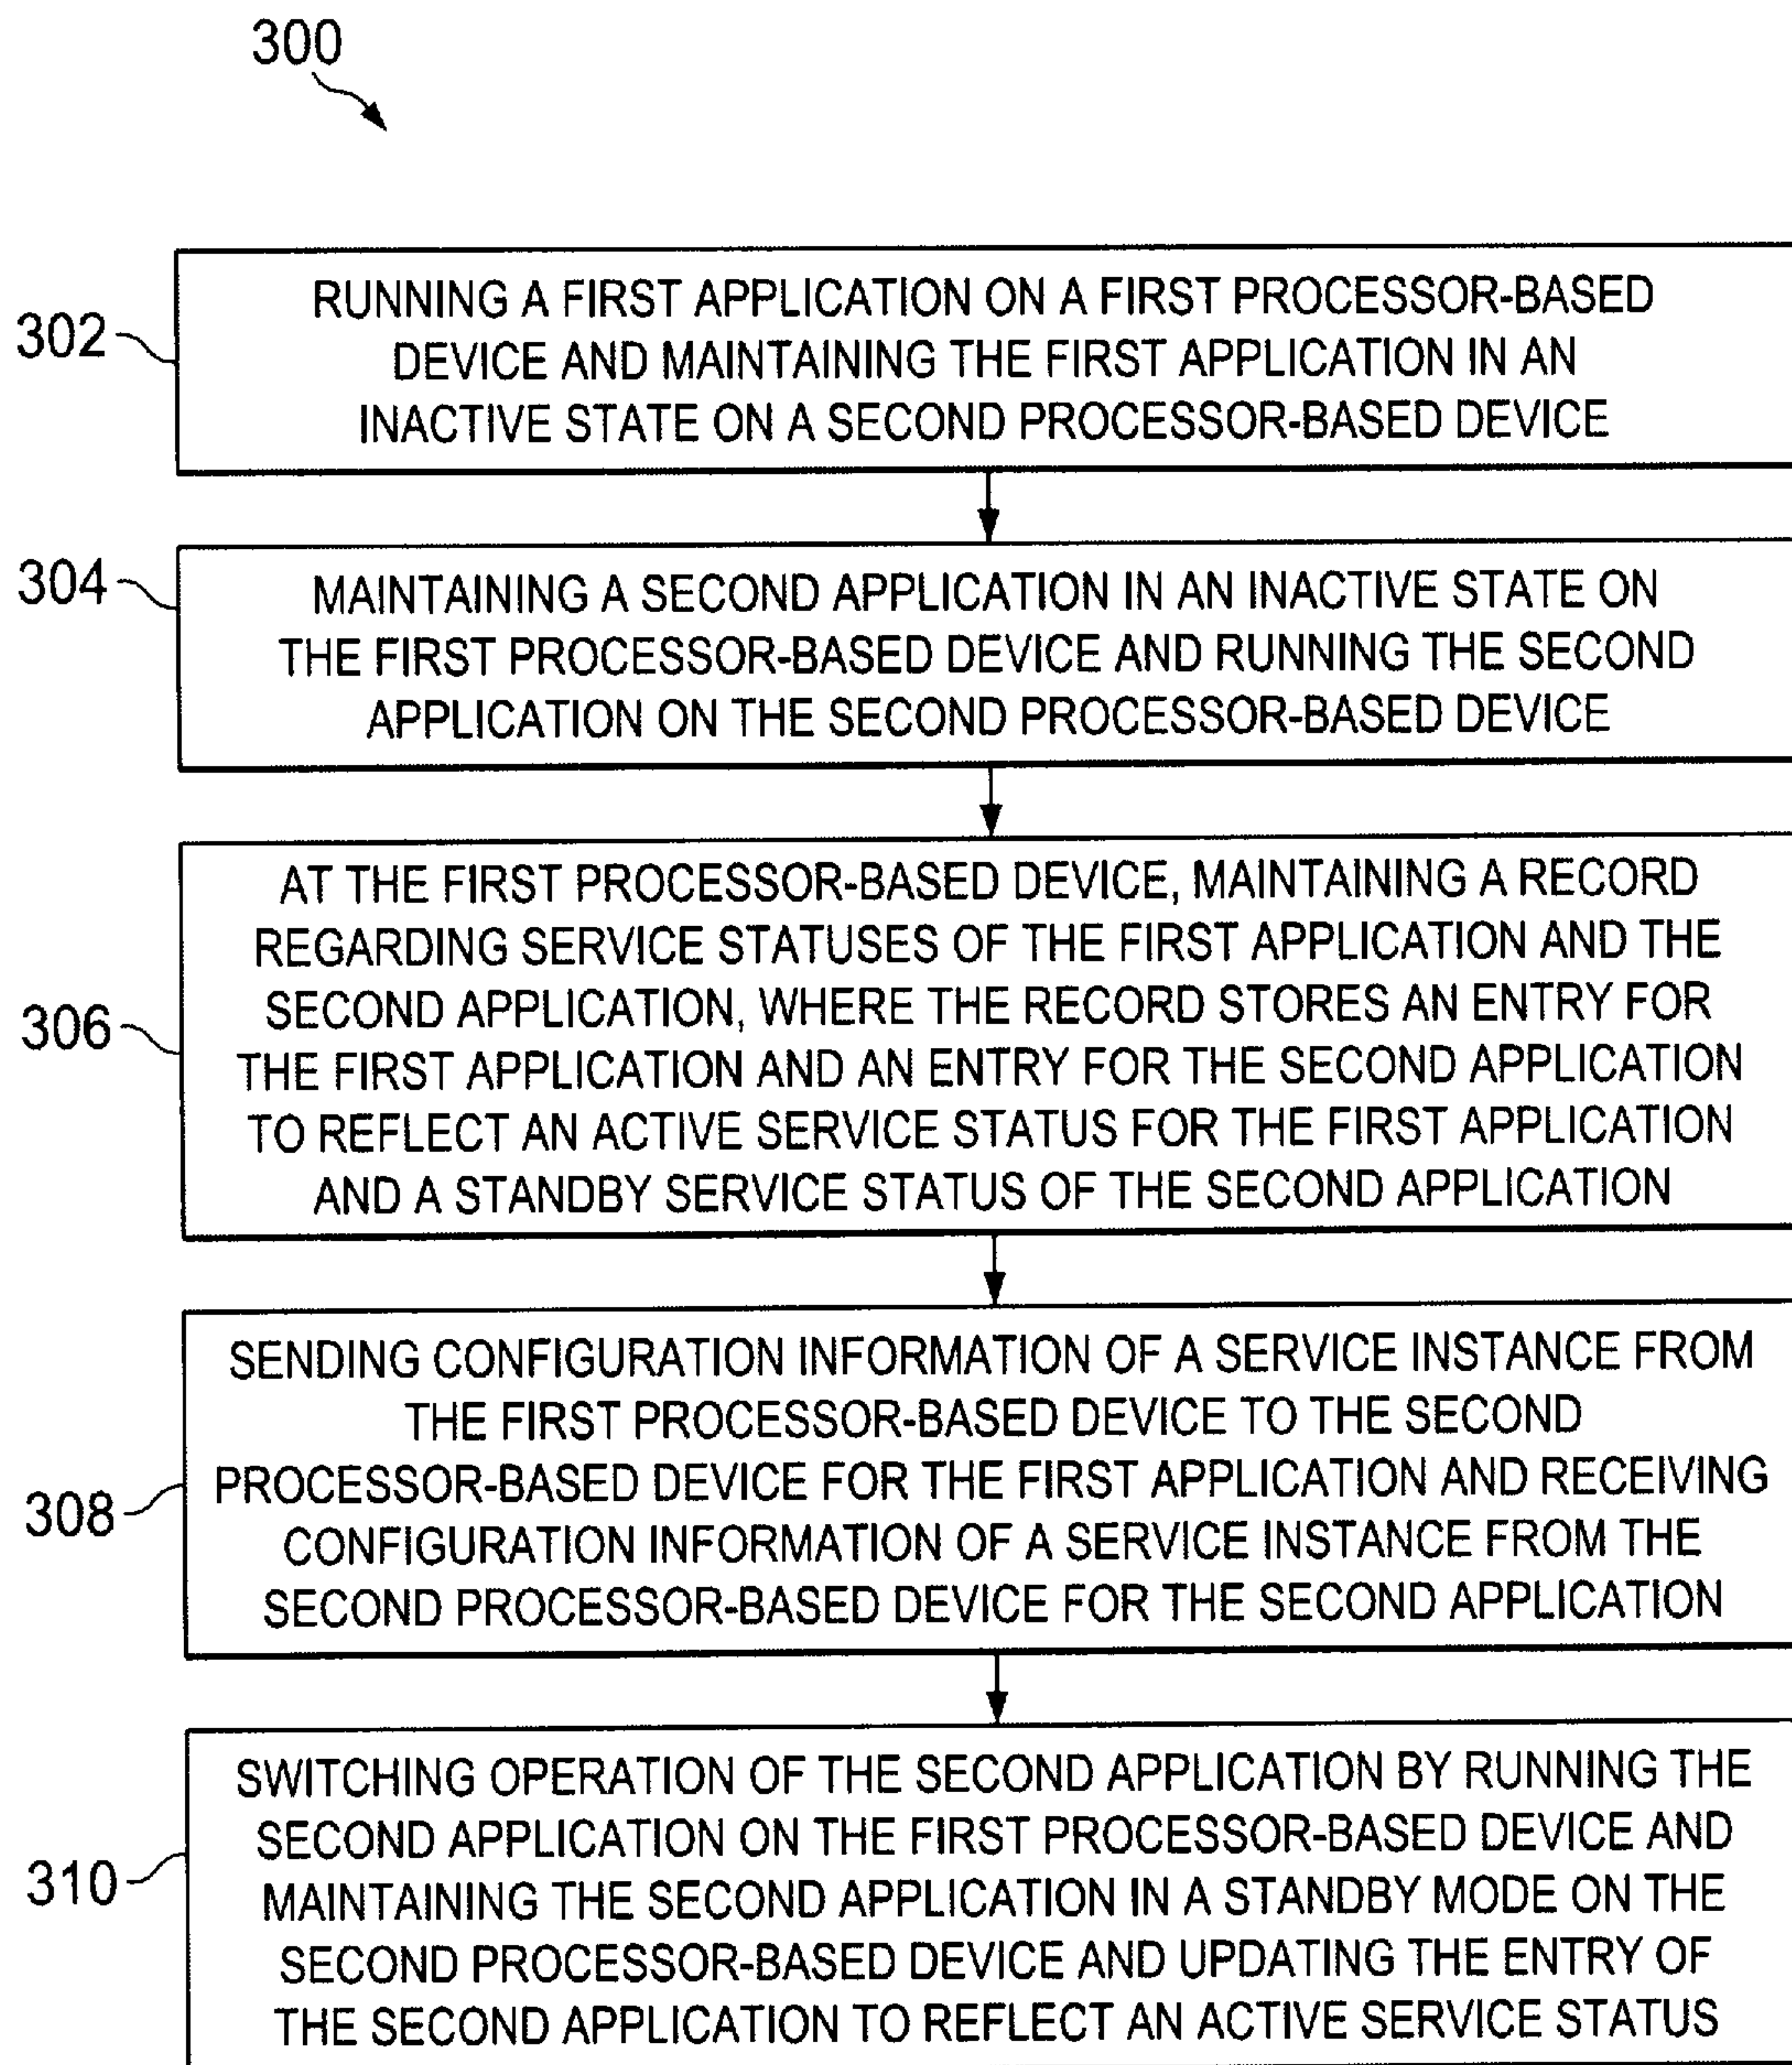 300
302
RUNNING A FIRST APPLICATION ON A FIRST PROCESSOR-BASED
DEVICE AND MAINTAINING THE FIRST APPLICATION IN AN
INACTIVE STATE ON A SECOND PROCESSOR-BASED DEVICE
304
MAINTAINING A SECOND APPLICATION IN AN INACTIVE STATE ON
THE FIRST PROCESSOR-BASED DEVICE AND RUNNING THE SECOND
APPLICATION ON THE SECOND PROCESSOR-BASED DEVICE
306
AT THE FIRST PROCESSOR-BASED DEVICE, MAINTAINING A RECORD
REGARDING SERVICE STATUSES OF THE FIRST APPLICATION AND THE
SECOND APPLICATION, WHERE THE RECORD STORES AN ENTRY FOR
THE FIRST APPLICATION AND AN ENTRY FOR THE SECOND APPLICATION
TO REFLECT AN ACTIVE SERVICE STATUS FOR THE FIRST APPLICATION
AND A STANDBY SERVICE STATUS OF THE SECOND APPLICATION
308
SENDING CONFIGURATION INFORMATION OF A SERVICE INSTANCE FROM
THE FIRST PROCESSOR-BASED DEVICE TO THE SECOND
PROCESSOR-BASED DEVICE FOR THE FIRST APPLICATION AND RECEIVING
CONFIGURATION INFORMATION OF A SERVICE INSTANCE FROM THE
SECOND PROCESSOR-BASED DEVICE FOR THE SECOND APPLICATION
310
SWITCHING OPERATION OF THE SECOND APPLICATION BY RUNNING THE
SECOND APPLICATION ON THE FIRST PROCESSOR-BASED DEVICE AND
MAINTAINING THE SECOND APPLICATION IN A STANDBY MODE ON THE
SECOND PROCESSOR-BASED DEVICE AND UPDATING THE ENTRY OF
THE SECOND APPLICATION TO REFLECT AN ACTIVE SERVICE STATUS